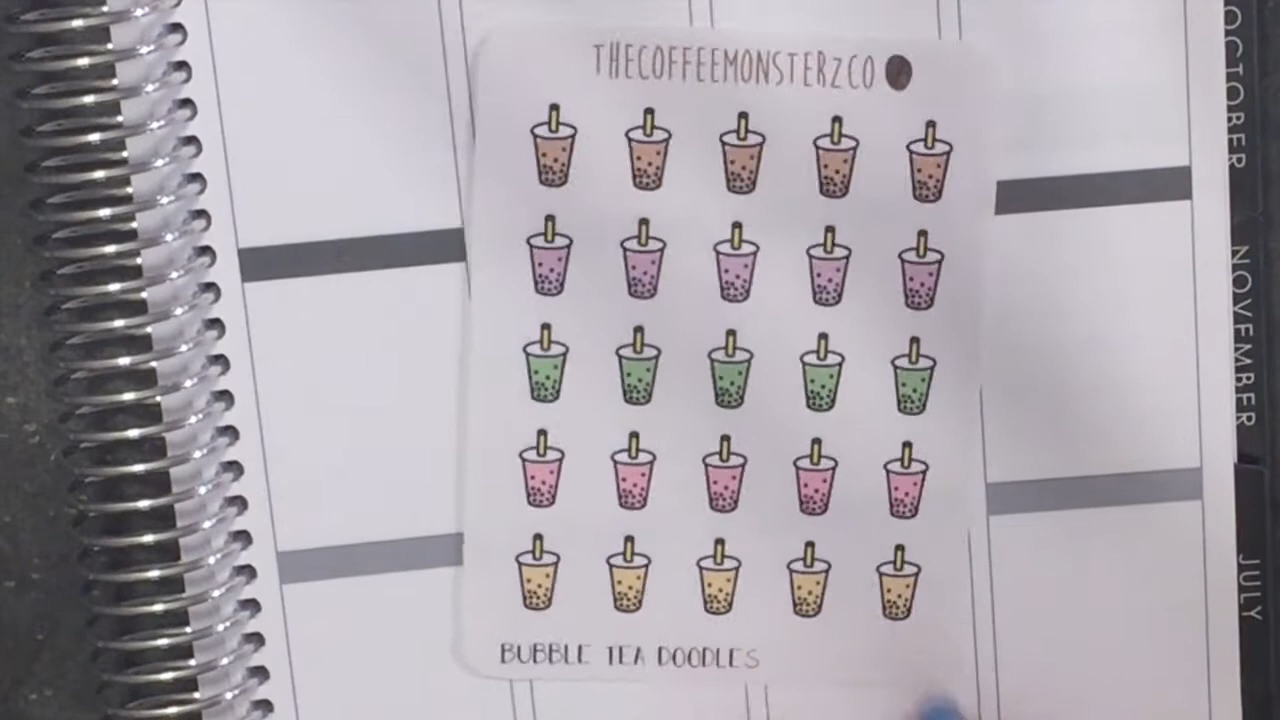 THECOFFEEMONSTERZCO
BUBBLE TEA DOODLES
OCTOBER
NOVEMBER
JULY